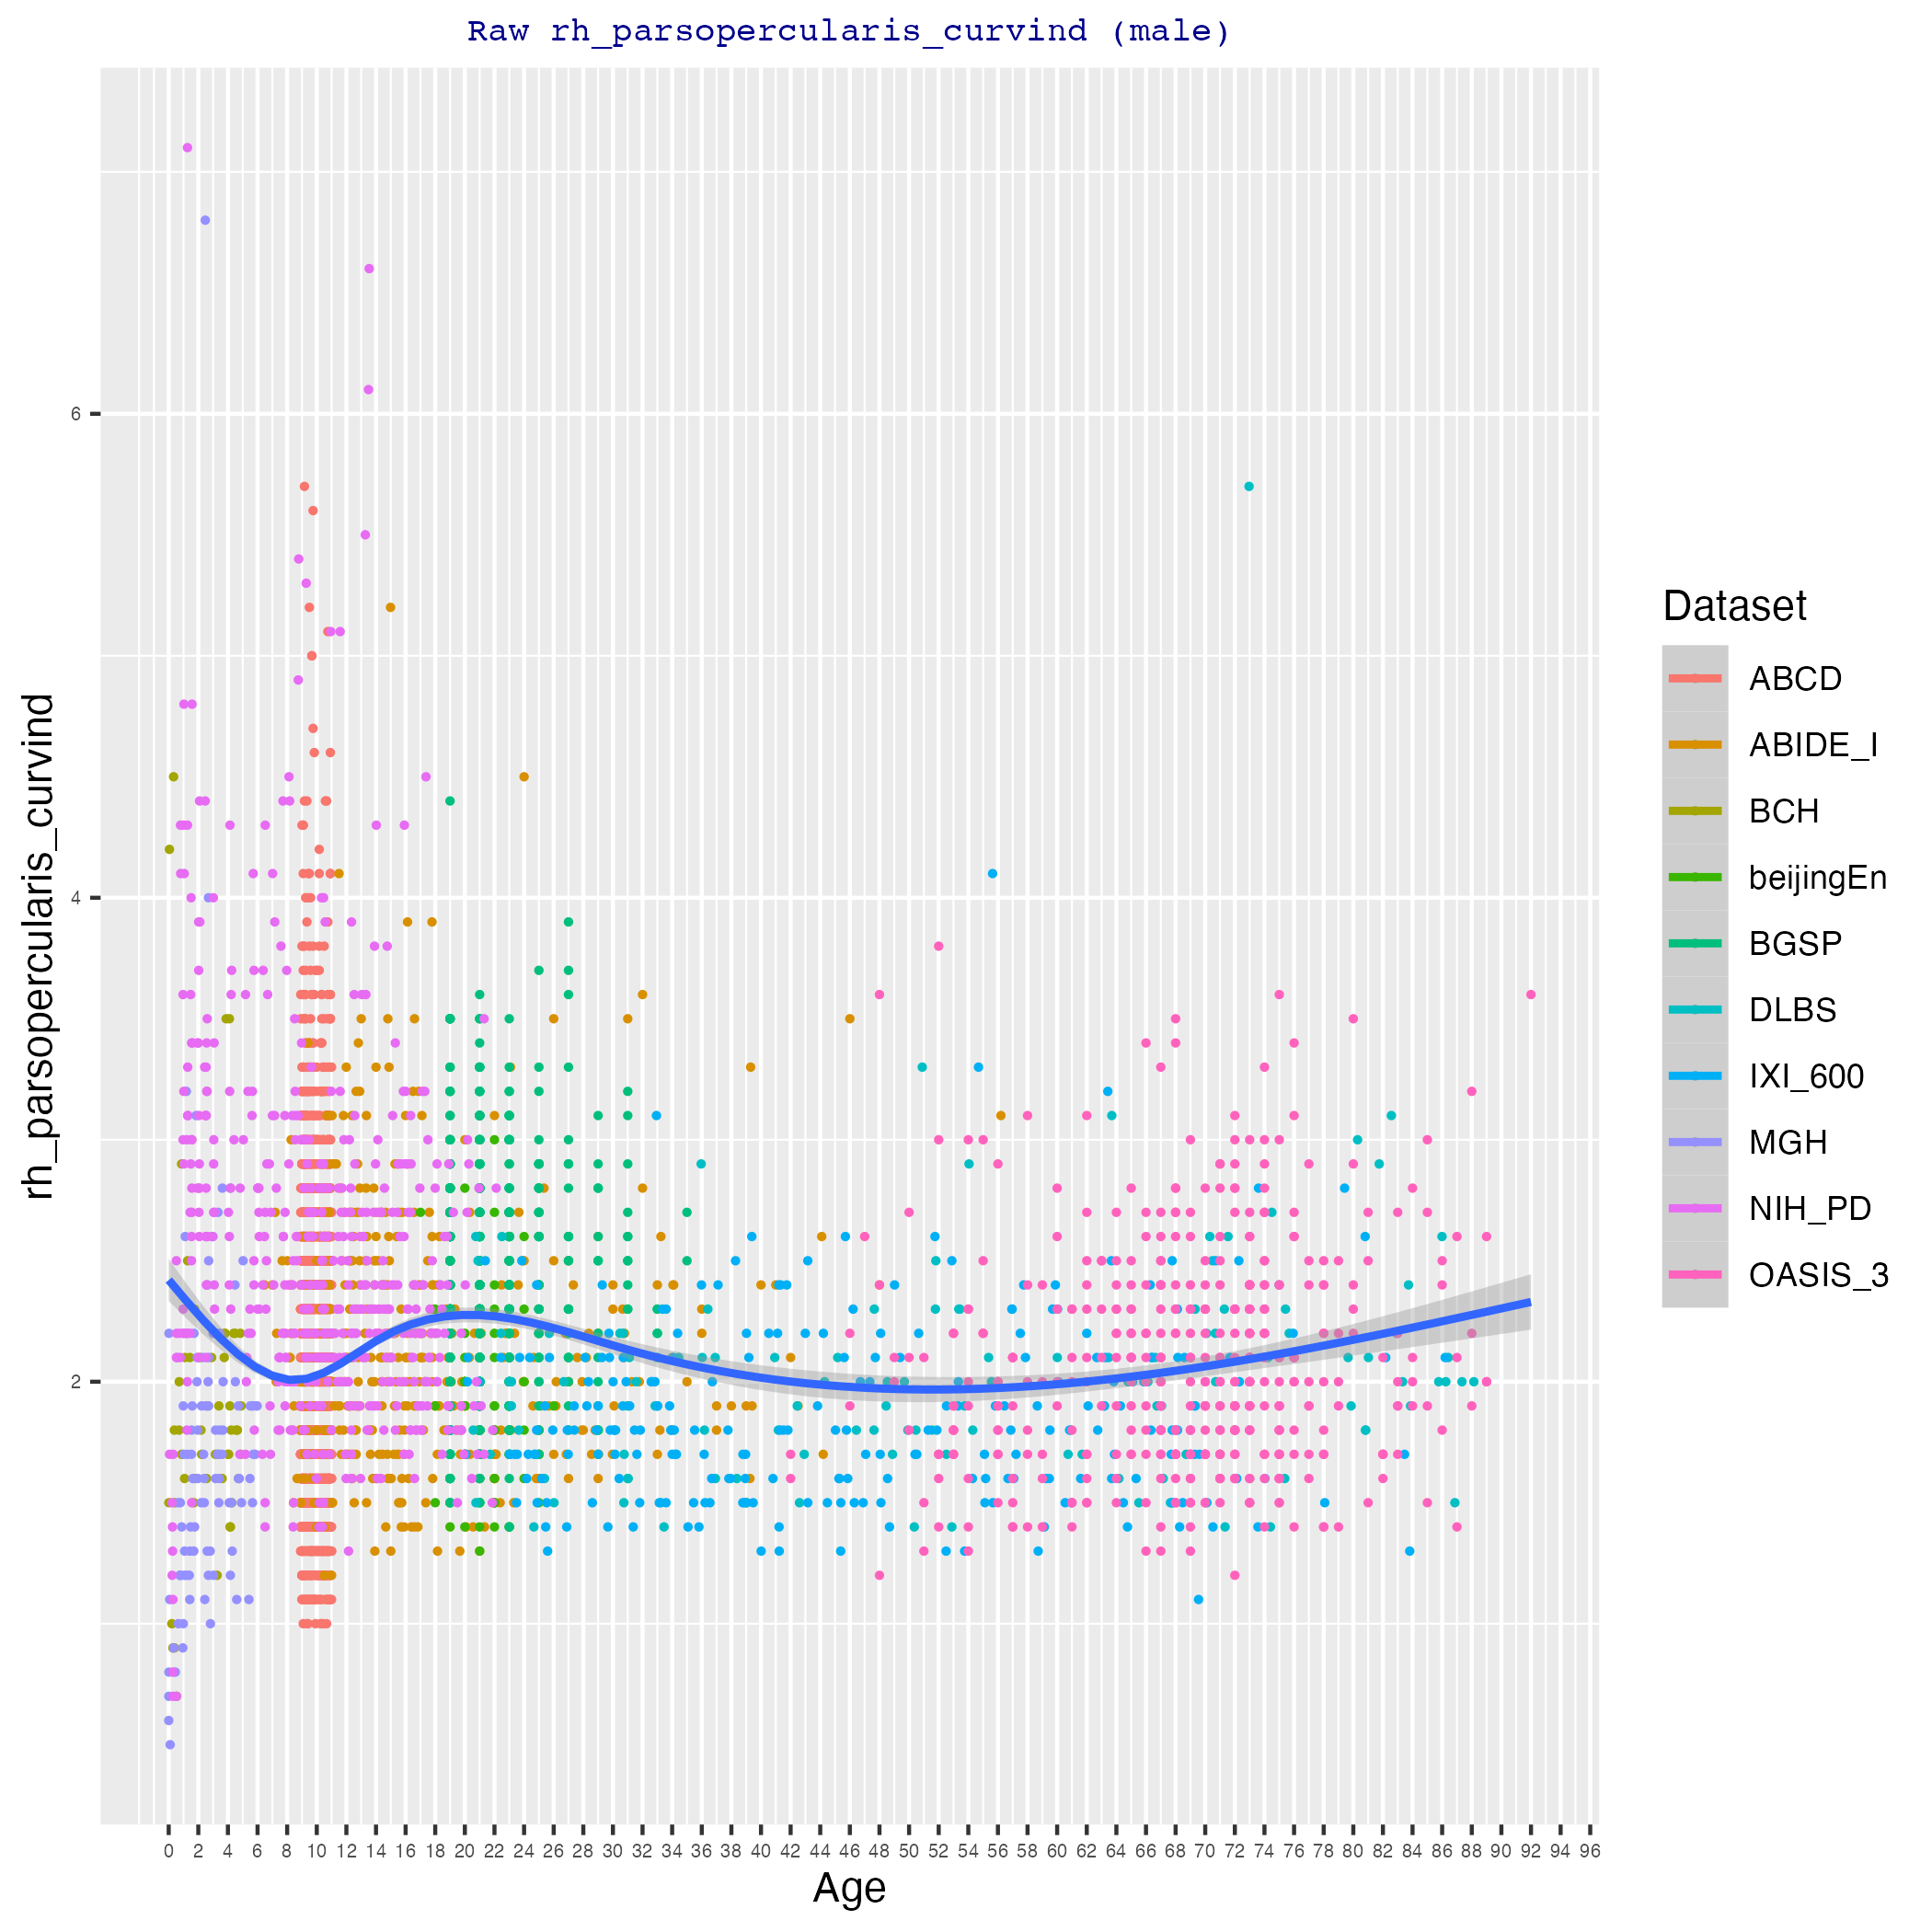 Raw rh_parsopercularis_curvind (male)
rh_parsopercularis_curvind
6
4
2
0 2 4 6 8 10 12 14 16 18 20 22 24 26 28 30 32 34 36 38 40 42 44 46 48 50 52 54 56 58 60 62 64 66 68 70 72 74 76 78 80 82 84 86 88 90 92 94 96
Age
Dataset
ABCD
ABIDE_I
BCH
beijingEn
BGSP
DLBS
IXI_600
MGH
NIH_PD
OASIS_3